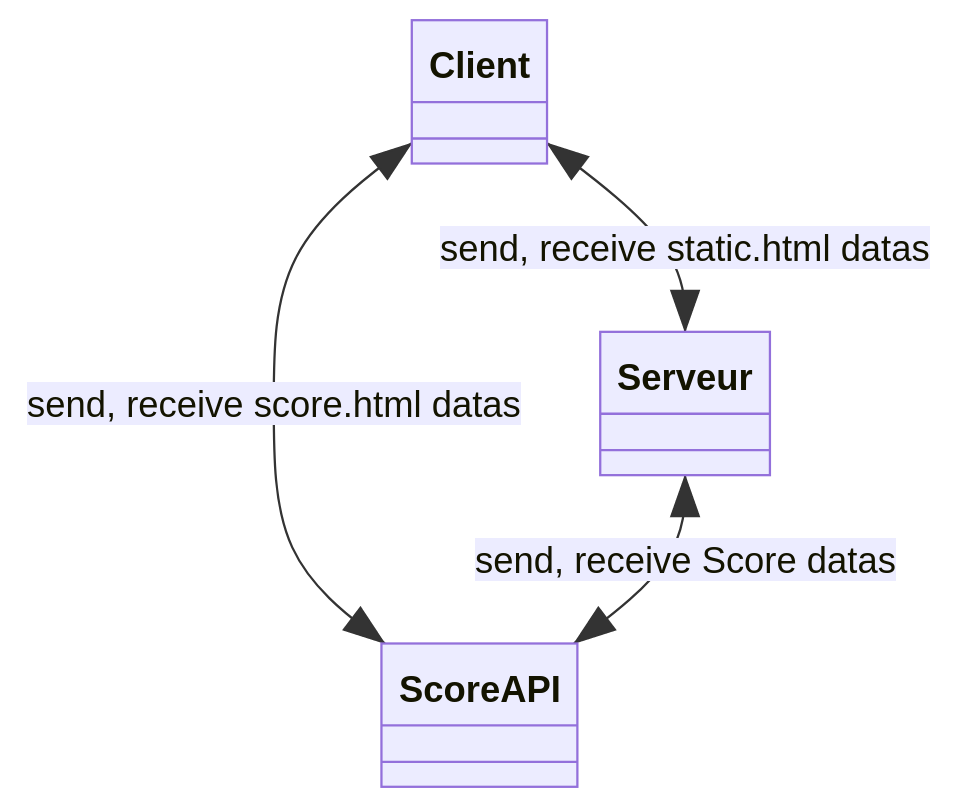 Client
send, receive static.html datas
Serveur
send, receive score.html datas
send, receive Score datas
ScoreAPI